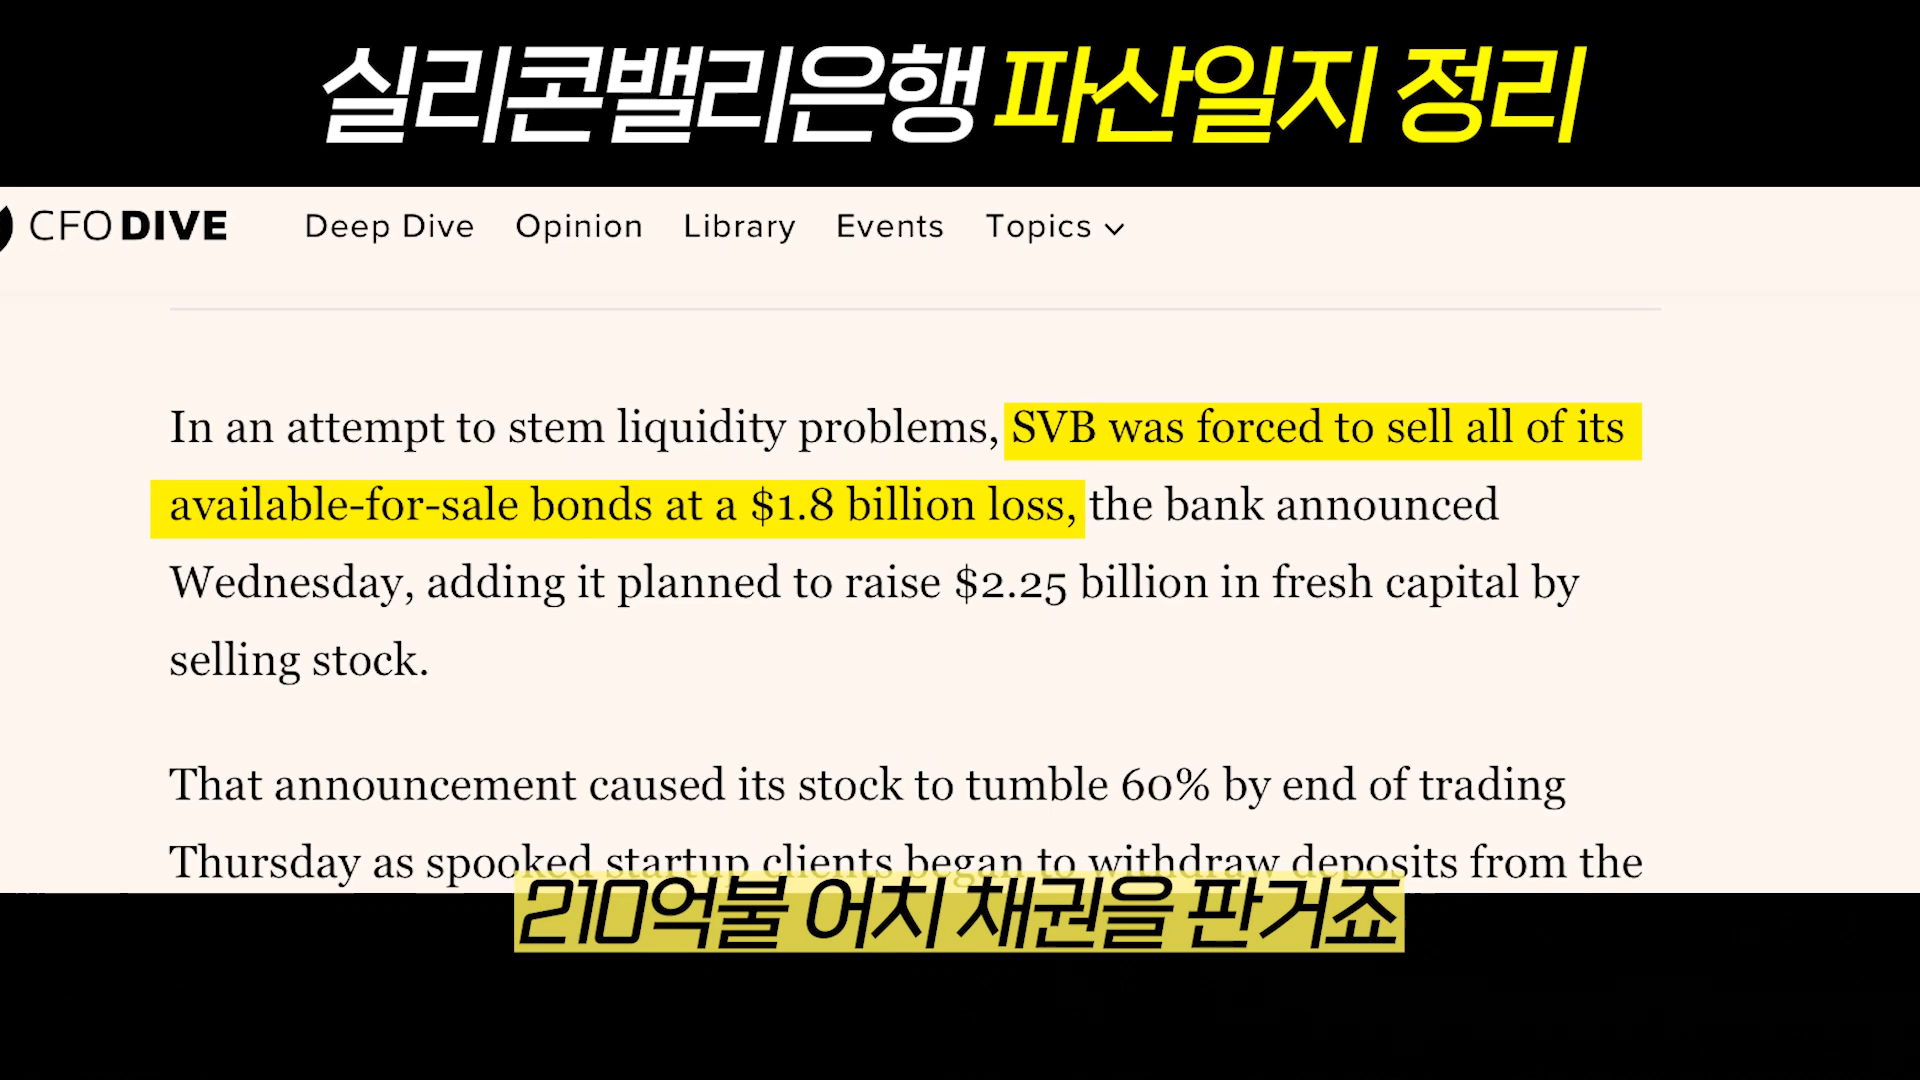 실리콘밸리은행 파산일지 정리
CFO DIVE
Deep Dive Opinion Library Events Topics
In an attempt to stem liquidity problems, SVB was forced to sell all of its
available-for-sale bonds at a $1.8 billion loss, the bank announced
Wednesday, adding it planned to raise $2.25 billion in fresh capital by
selling stock.
That announcement caused its stock to tumble 60% by end of trading
Thursday as spooked startup clients began to withdraw deposits from the
210억불 어치 채권을 판거죠